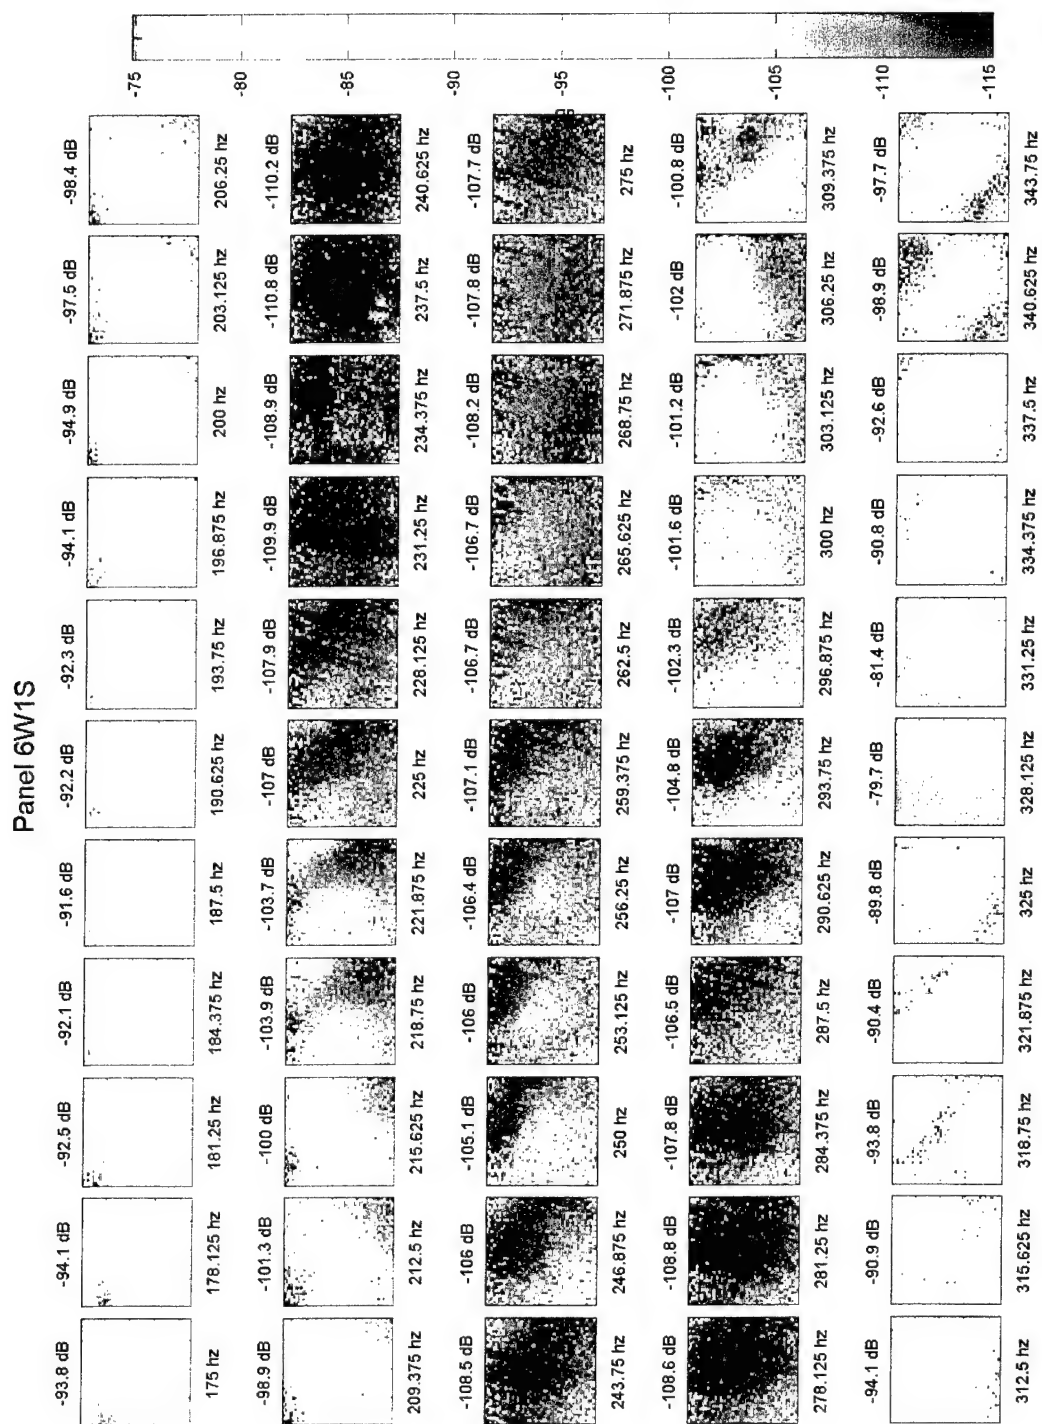 Panel 6W1S
-93.8 dB
-94.1 dB
-92.5 dB
-92.1 dB
-91.6 dB
-92.2 dB
-92.3 dB
-94.1 dB
-94.9 dB
-97.5 dB
-98.4 dB
175 hz
178.125 hz
181.25 hz
184.375 hz
187.5 hz
190.625 hz
193.75 hz
196.875 hz
200 hz
203.125 hz
206.25 hz
-98.9 dB
-101.3 dB
-100 dB
-103.9 dB
-103.7 dB
-107 dB
-107.9 dB
-109.9 dB
-108.9 dB
-110.8 dB
-110.2 dB
209.375 hz
212.5 hz
215.625 hz
218.75 hz
221.875 hz
225 hz
228.125 hz
231.25 hz
234.375 hz
237.5 hz
240.625 hz
-108.5 dB
-106 dB
-105.1 dB
-106 dB
-106.4 dB
-107.1 dB
-106.7 dB
-106.7 dB
-108.2 dB
-107.8 dB
-107.7 dB
243.75 hz
246.875 hz
250 hz
253.125 hz
256.25 hz
259.375 hz
262.5 hz
265.625 hz
268.75 hz
271.875 hz
275 hz
-108.6 dB
-108.8 dB
-107.8 dB
-106.5 dB
-107 dB
-104.8 dB
-102.3 dB
-101.6 dB
-101.2 dB
-102 dB
-100.8 dB
278.125 hz
281.25 hz
284.375 hz
287.5 hz
290.625 hz
293.75 hz
296.875 hz
300 hz
303.125 hz
306.25 hz
309.375 hz
-94.1 dB
-90.9 dB
-93.8 dB
-90.4 dB
-89.8 dB
-79.7 dB
-81.4 dB
-90.8 dB
-92.6 dB
-98.9 dB
-97.7 dB
312.5 hz
315.625 hz
318.75 hz
321.875 hz
325 hz
328.125 hz
331.25 hz
334.375 hz
337.5 hz
340.625 hz
343.75 hz
-75
-80
-85
-90
-95
-100
-105
-110
-115